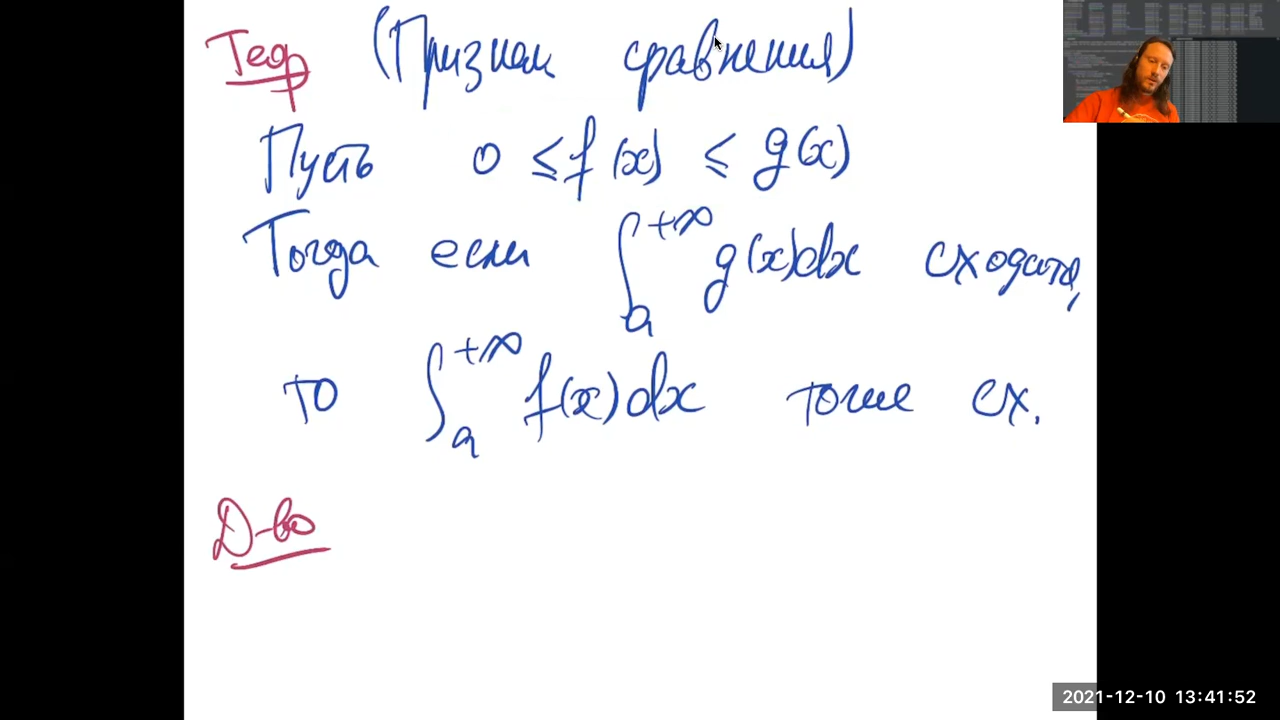 Теор (Признак сравнения)
Пусть 0 ≤ f(x) ≤ g(x)
Тогда если ∫_a^{+∞} g(x)dx сходится,
то ∫_a^{+∞} f(x)dx тоже сх.
Д-во
2021-12-10 13:41:52